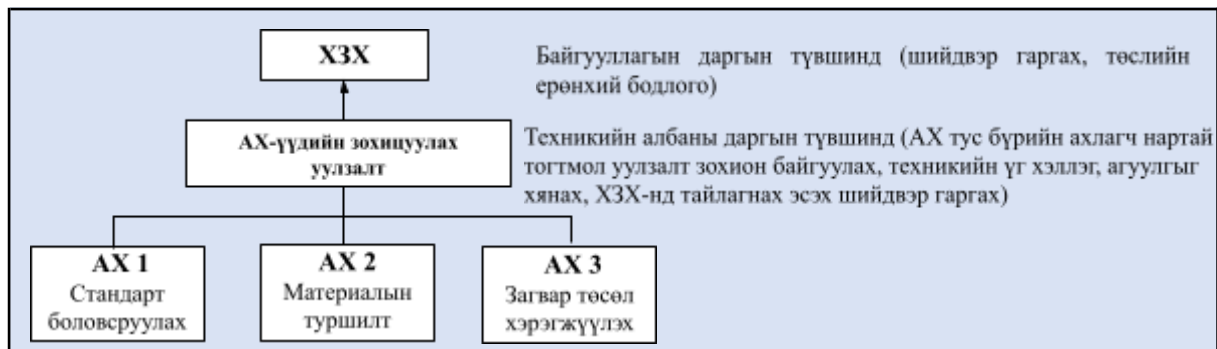 ХЗХ
Байгууллагын даргын түвшинд (шийдвэр гаргах, төслийн
ерөнхий бодлого)
АХ-үүдийн зохицуулах
уулзалт
Техникийн албаны даргын түвшинд (АХ тус бүрийн ахлагч нартай
тогтмол уулзалт зохион байгуулах, техникийн үг хэллэг, агуулгыг
хянах, ХЗХ-нд тайлагнах эсэх шийдвэр гаргах)
АХ 1
Стандарт
боловсруулах
АХ 2
Материалын
туршилт
АХ 3
Загвар төсөл
хэрэгжүүлэх